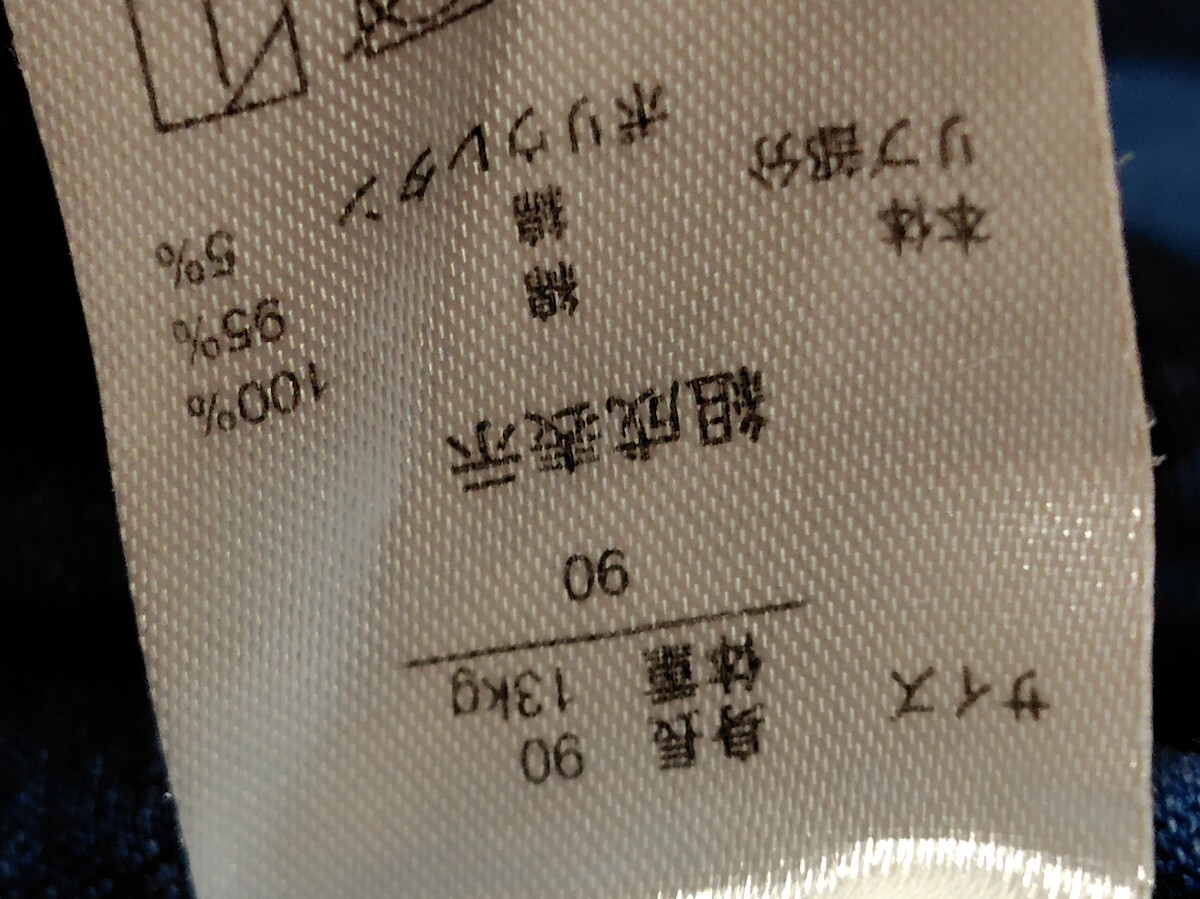 サイズ 身長 90
体重 13kg
90
組成表示
本体 綿 100%
リブ部分 綿 95%
ポリウレタン 5%